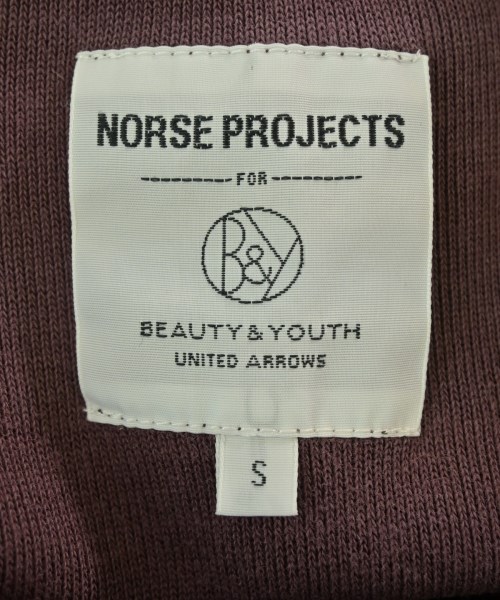 NORSE PROJECTS
FOR
B&Y
BEAUTY & YOUTH
UNITED ARROWS
S